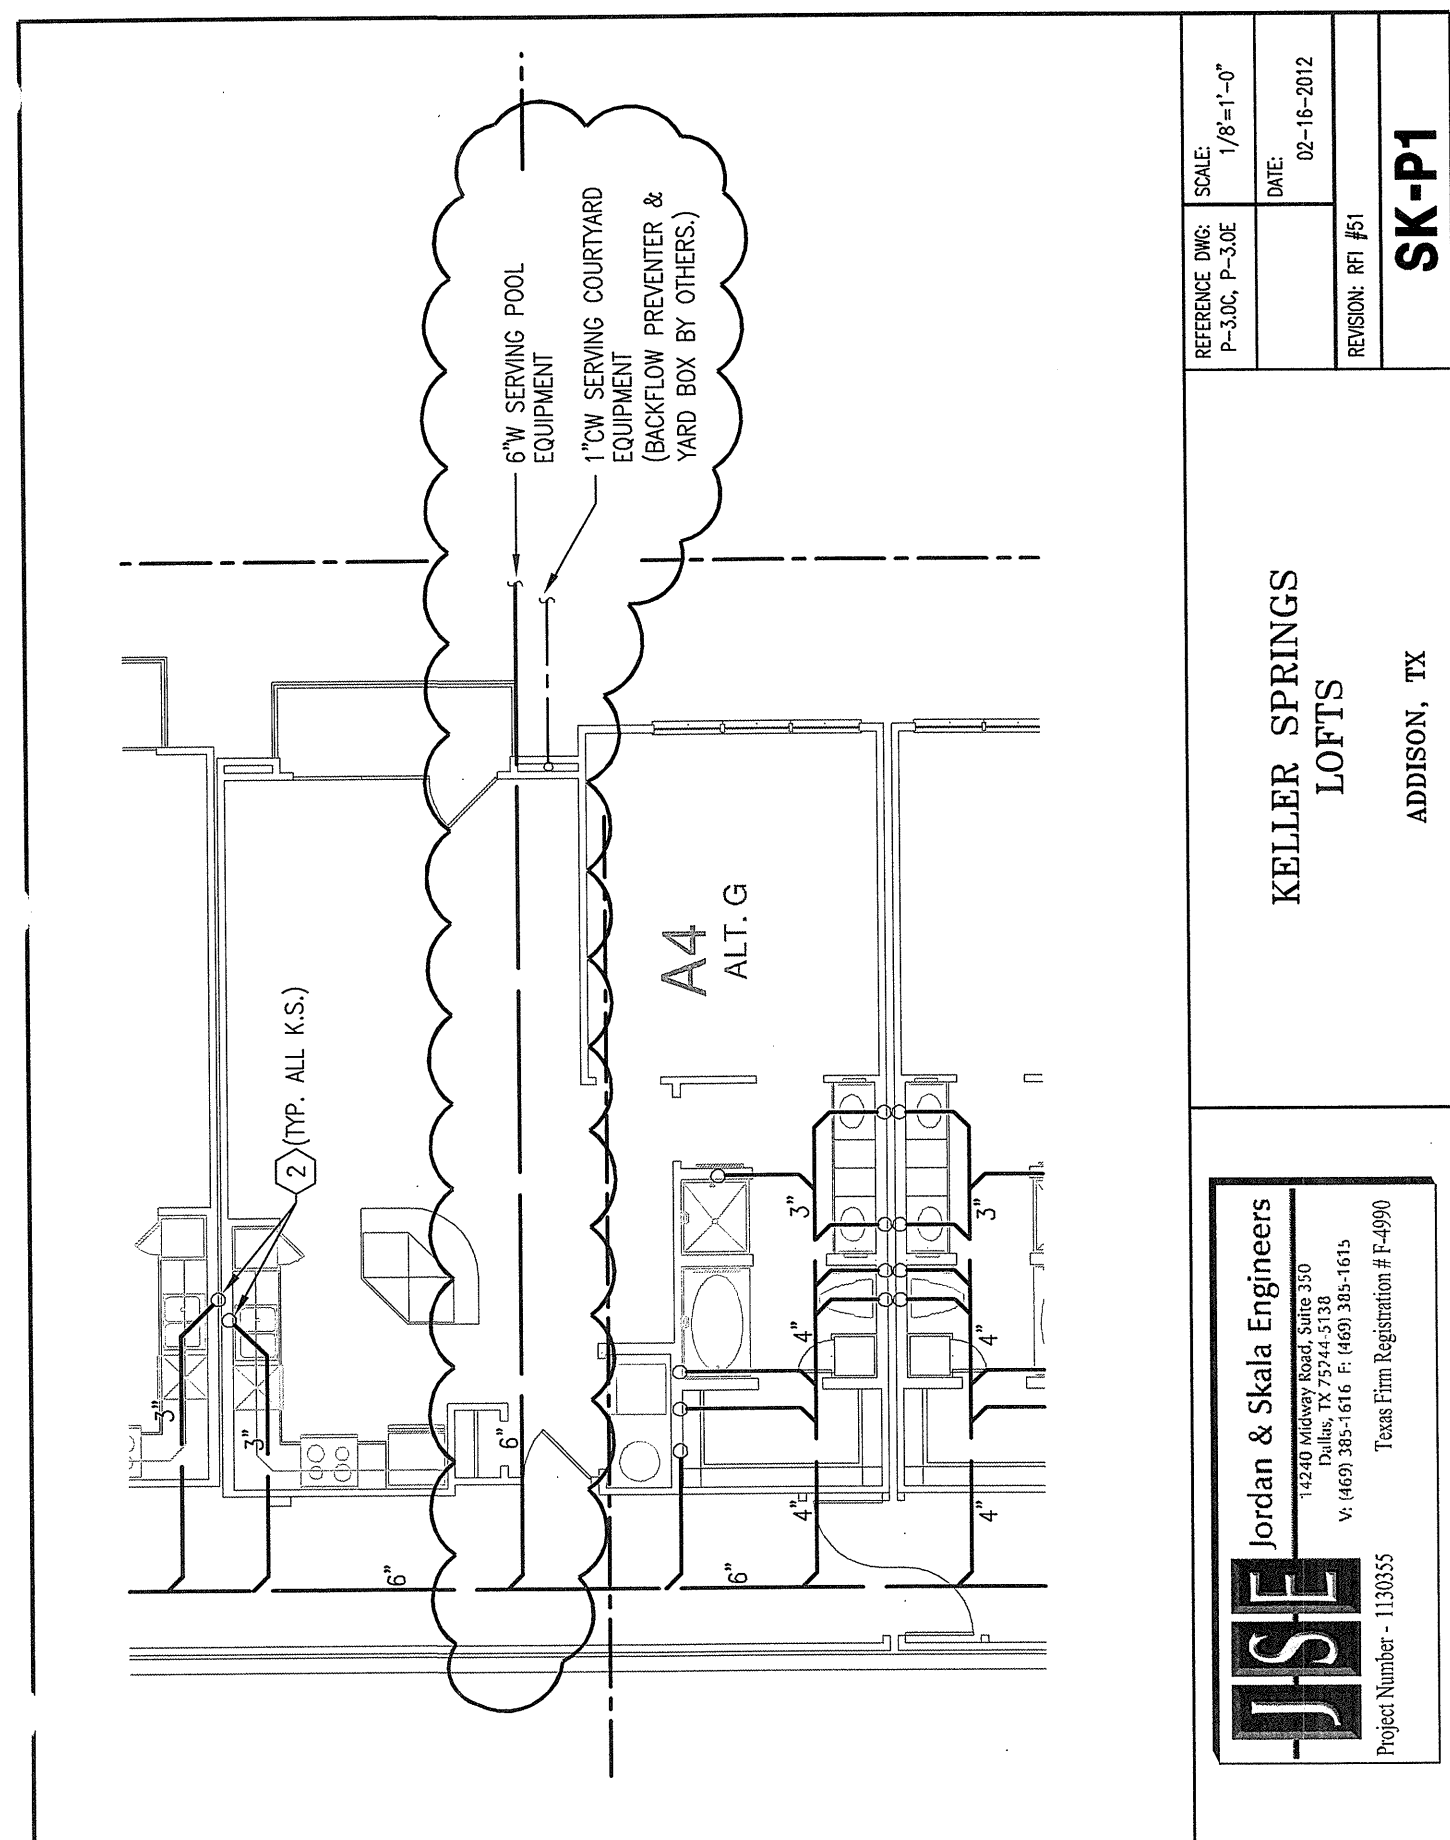 6"W SERVING POOL
EQUIPMENT
1"CW SERVING COURTYARD
EQUIPMENT
(BACKFLOW PREVENTER &
YARD BOX BY OTHERS.)
2 (TYP. ALL K.S.)
A4
ALT. G
3"
3"
6"
6"
6"
3"
4"
4"
3"
4"
4"
JSE
Jordan & Skala Engineers
14240 Midway Road, Suite 350
Dallas, TX 75244-5138
V: (469) 385-1616 F: (469) 385-1615
Project Number - 1130355
Texas Firm Registration # F-4990
KELLER SPRINGS
LOFTS
ADDISON, TX
REFERENCE DWG:
P-3.0C, P-3.0E
SCALE:
1/8"=1'-0"
DATE:
02-16-2012
REVISION: RFI #51
SK-P1